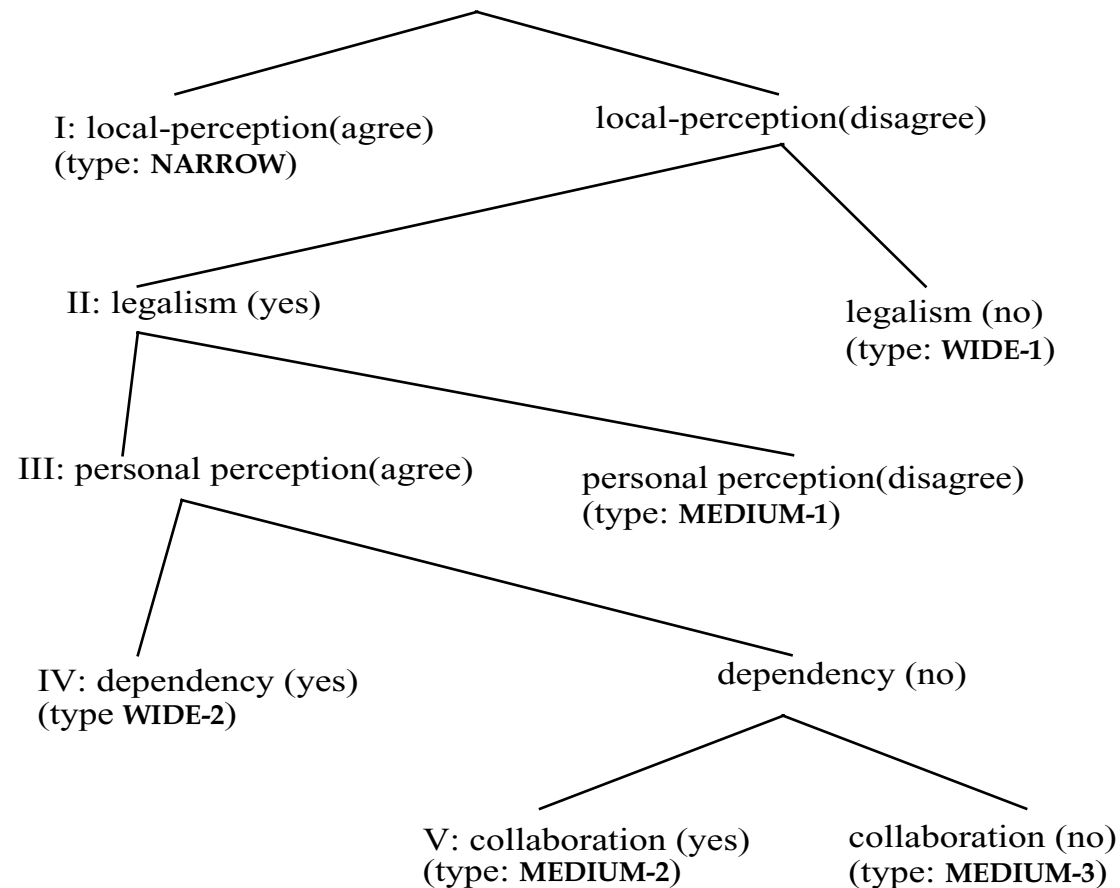 I: local-perception(agree)
(type: NARROW)
local-perception(disagree)
II: legalism (yes)
legalism (no)
(type: WIDE-1)
III: personal perception(agree)
personal perception(disagree)
(type: MEDIUM-1)
IV: dependency (yes)
(type WIDE-2)
dependency (no)
V: collaboration (yes)
(type: MEDIUM-2)
collaboration (no)
(type: MEDIUM-3)